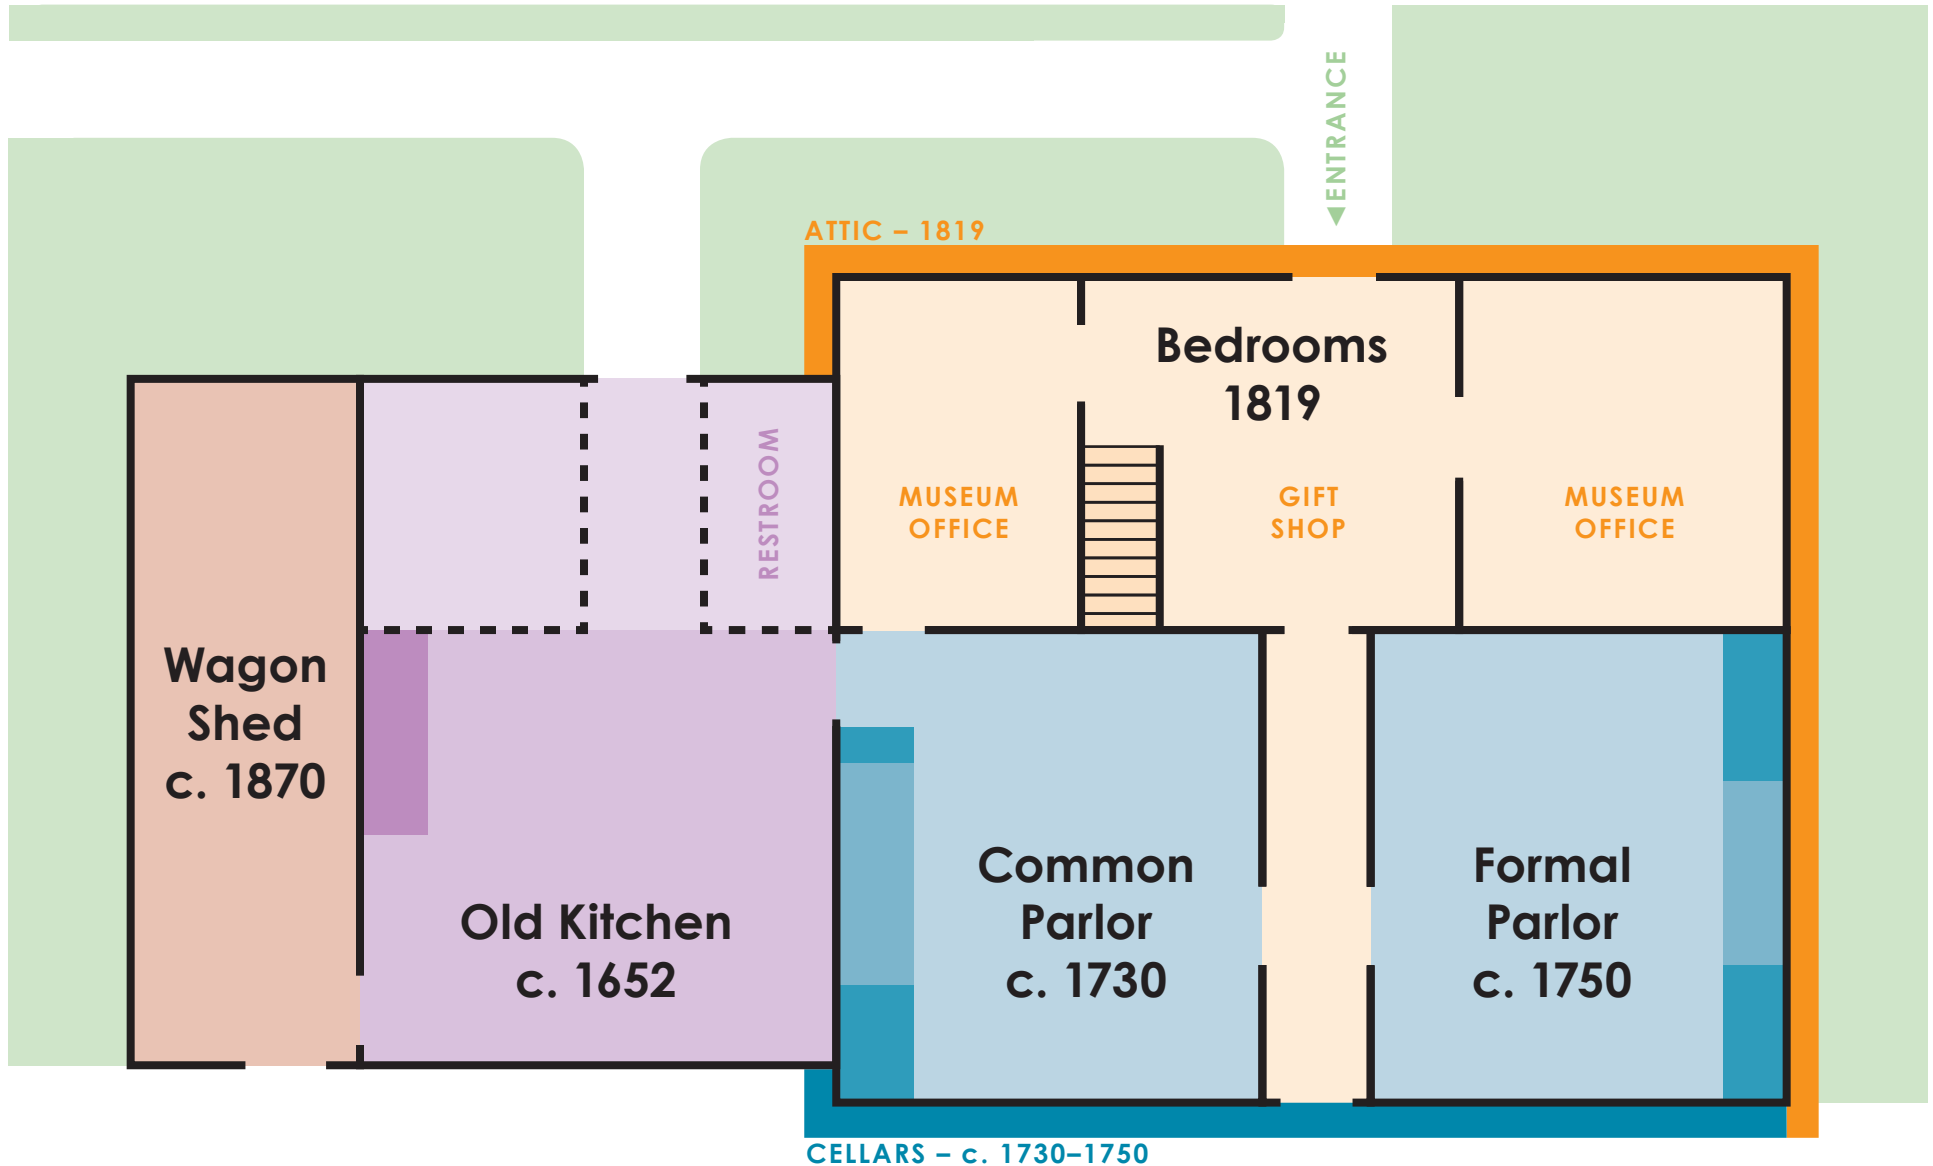 ◀ENTRANCE
ATTIC – 1819
Bedrooms
1819
RESTROOM
MUSEUM
OFFICE
GIFT
SHOP
MUSEUM
OFFICE
Wagon
Shed
c. 1870
Old Kitchen
c. 1652
Common
Parlor
c. 1730
Formal
Parlor
c. 1750
CELLARS – c. 1730–1750